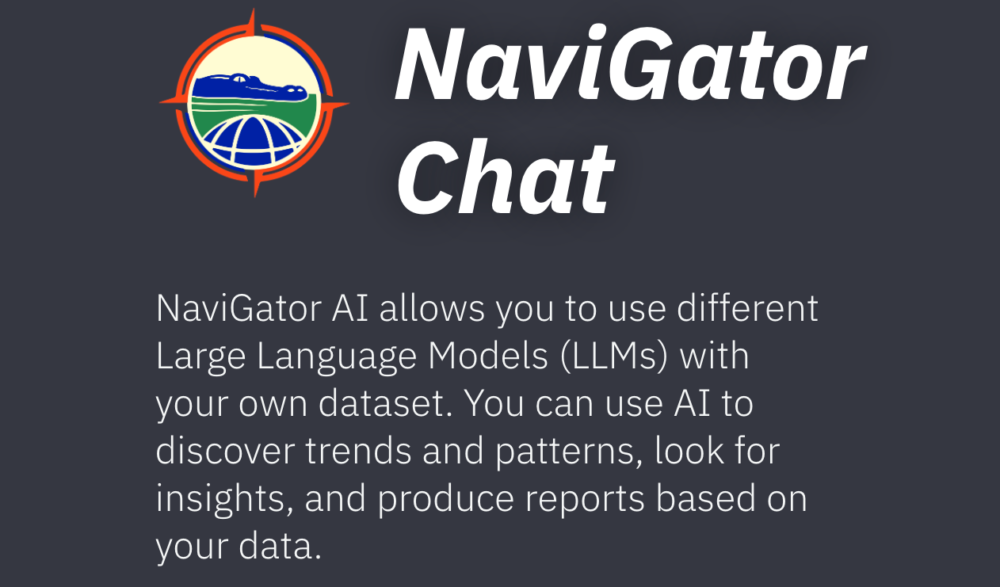 NaviGator
Chat
NaviGator AI allows you to use different
Large Language Models (LLMs) with
your own dataset. You can use AI to
discover trends and patterns, look for
insights, and produce reports based on
your data.